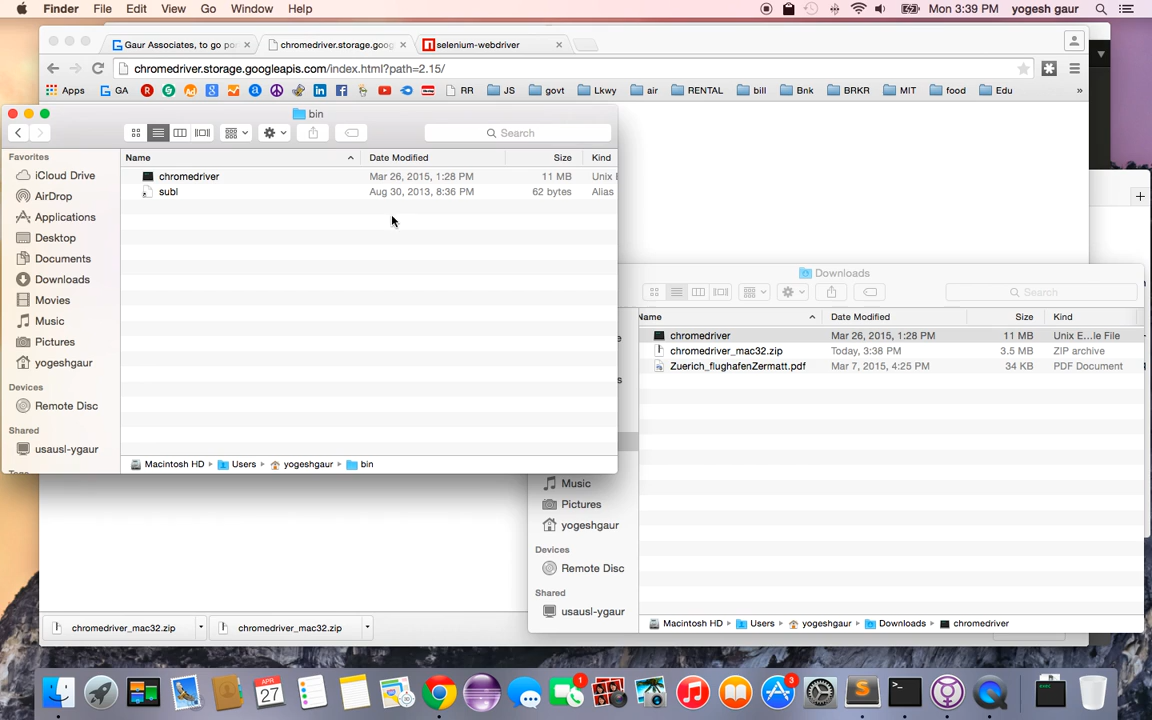 Finder File Edit View Go Window Help Mon 3:39 PM yogesh gaur
Gaur Associates, to go po chromedriver.storage.goog selenium-webdriver
chromedriver.storage.googleapis.com/index.html?path=2.15/
Apps GA RR JS govt Lkwy air RENTAL bill Bnk BRKR MIT food Edu »
bin
Search
Favorites
iCloud Drive
AirDrop
Applications
Desktop
Documents
Downloads
Movies
Music
Pictures
yogeshgaur
Devices
Remote Disc
Shared
usausl-ygaur
Name Date Modified Size Kind
chromedriver Mar 26, 2015, 1:28 PM 11 MB Unix
subl Aug 30, 2013, 8:36 PM 62 bytes Alias
Macintosh HD Users yogeshgaur bin
Downloads
Search
Name Date Modified Size Kind
chromedriver Mar 26, 2015, 1:28 PM 11 MB Unix E...le File
chromedriver_mac32.zip Today, 3:38 PM 3.5 MB ZIP archive
Zuerich_flughafenZermatt.pdf Mar 7, 2015, 4:25 PM 34 KB PDF Document
Music
Pictures
yogeshgaur
Devices
Remote Disc
Shared
usausl-ygaur
Macintosh HD Users yogeshgaur Downloads chromedriver
chromedriver_mac32.zip chromedriver_mac32.zip
APR
27
1
3